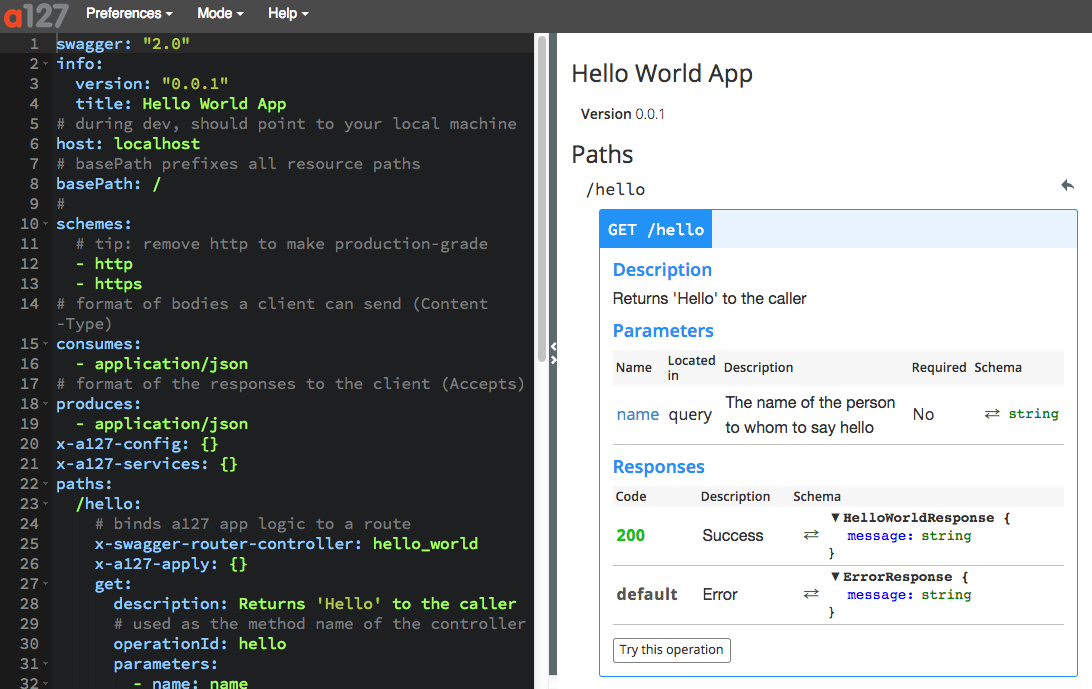 a127 Preferences Mode Help
1 swagger: "2.0"
2 info:
3 version: "0.0.1"
4 title: Hello World App
5 # during dev, should point to your local machine
6 host: localhost
7 # basePath prefixes all resource paths
8 basePath: /
9 #
10 schemes:
11 # tip: remove http to make production-grade
12 - http
13 - https
14 # format of bodies a client can send (Content
-Type)
15 consumes:
16 - application/json
17 # format of the responses to the client (Accepts)
18 produces:
19 - application/json
20 x-a127-config: {}
21 x-a127-services: {}
22 paths:
23 /hello:
24 # binds a127 app logic to a route
25 x-swagger-router-controller: hello_world
26 x-a127-apply: {}
27 get:
28 description: Returns 'Hello' to the caller
29 # used as the method name of the controller
30 operationId: hello
31 parameters:
32 - name: name
Hello World App
Version 0.0.1
Paths
/hello
GET /hello
Description
Returns 'Hello' to the caller
Parameters
Name Located in Description Required Schema
name query The name of the person to whom to say hello No string
Responses
Code Description Schema
200 Success HelloWorldResponse {
message: string
}
default Error ErrorResponse {
message: string
}
Try this operation